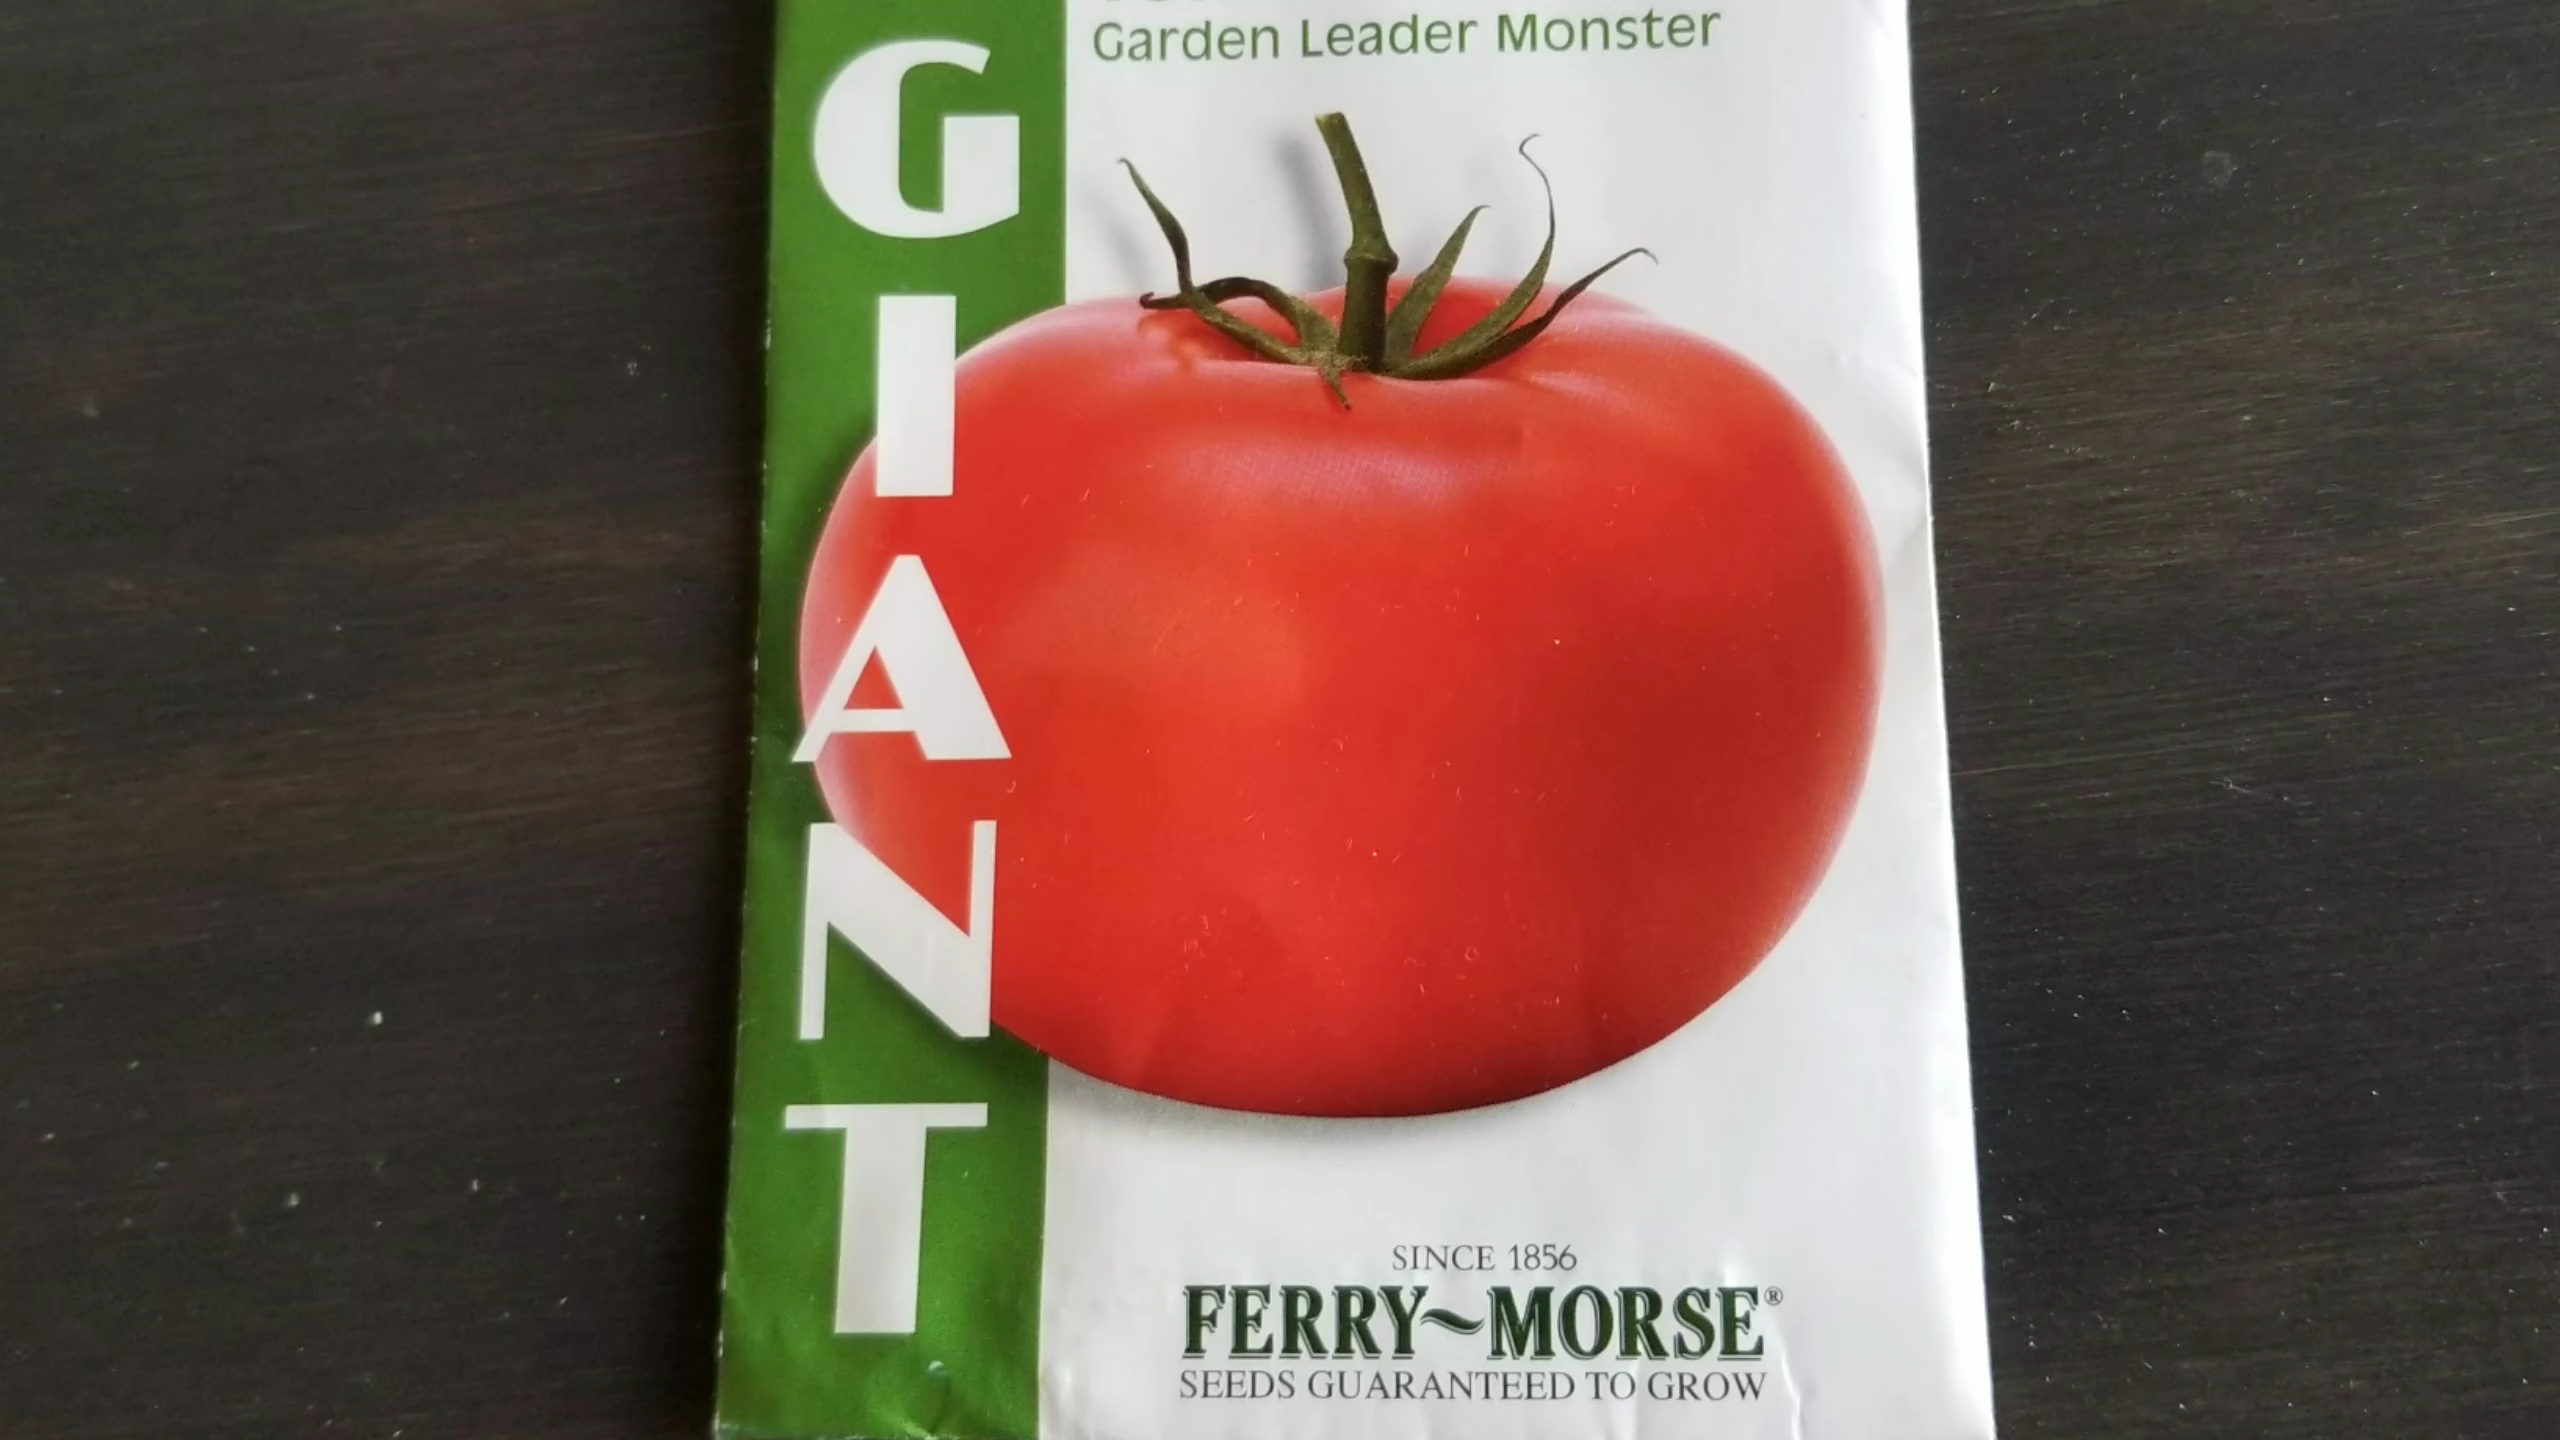 Garden Leader Monster
GIANT
SINCE 1856
FERRY~MORSE®
SEEDS GUARANTEED TO GROW